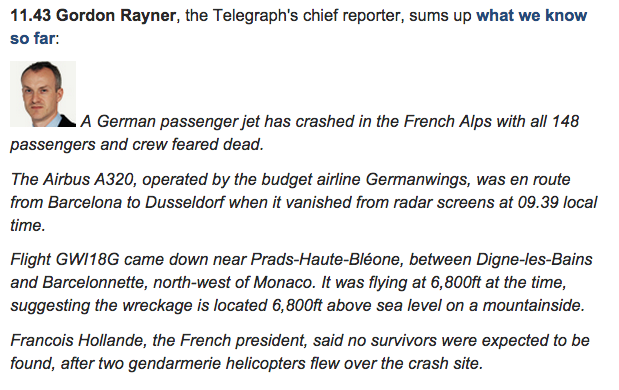 11.43 Gordon Rayner, the Telegraph's chief reporter, sums up what we know
so far:
A German passenger jet has crashed in the French Alps with all 148
passengers and crew feared dead.
The Airbus A320, operated by the budget airline Germanwings, was en route
from Barcelona to Dusseldorf when it vanished from radar screens at 09.39 local
time.
Flight GWI18G came down near Prads-Haute-Bléone, between Digne-les-Bains
and Barcelonnette, north-west of Monaco. It was flying at 6,800ft at the time,
suggesting the wreckage is located 6,800ft above sea level on a mountainside.
Francois Hollande, the French president, said no survivors were expected to be
found, after two gendarmerie helicopters flew over the crash site.